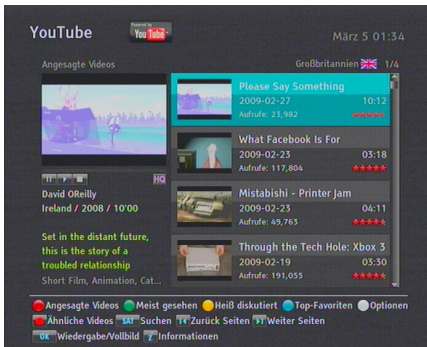 YouTube
Powered by
YouTube
März 5 01:34
Angesagte Videos
Großbritannien 1/4
Please Say Something
2009-02-27 10:12
Aufrufe: 23,982
What Facebook Is For
2009-02-23 03:18
Aufrufe: 117,804
HQ
David OReilly
Ireland / 2008 / 10'00
Mistabishi - Printer Jam
2009-02-23 04:11
Aufrufe: 49,763
Set in the distant future,
this is the story of a
troubled relationship
Short Film, Animation, Cat...
Through the Tech Hole: Xbox 3
2009-02-19 03:30
Aufrufe: 191,055
Angesagte Videos Meist gesehen Heiß diskutiert Top-Favoriten Optionen
Ähnliche Videos SAT Suchen Zurück Seiten Weiter Seiten
OK Wiedergabe/Vollbild i Informationen